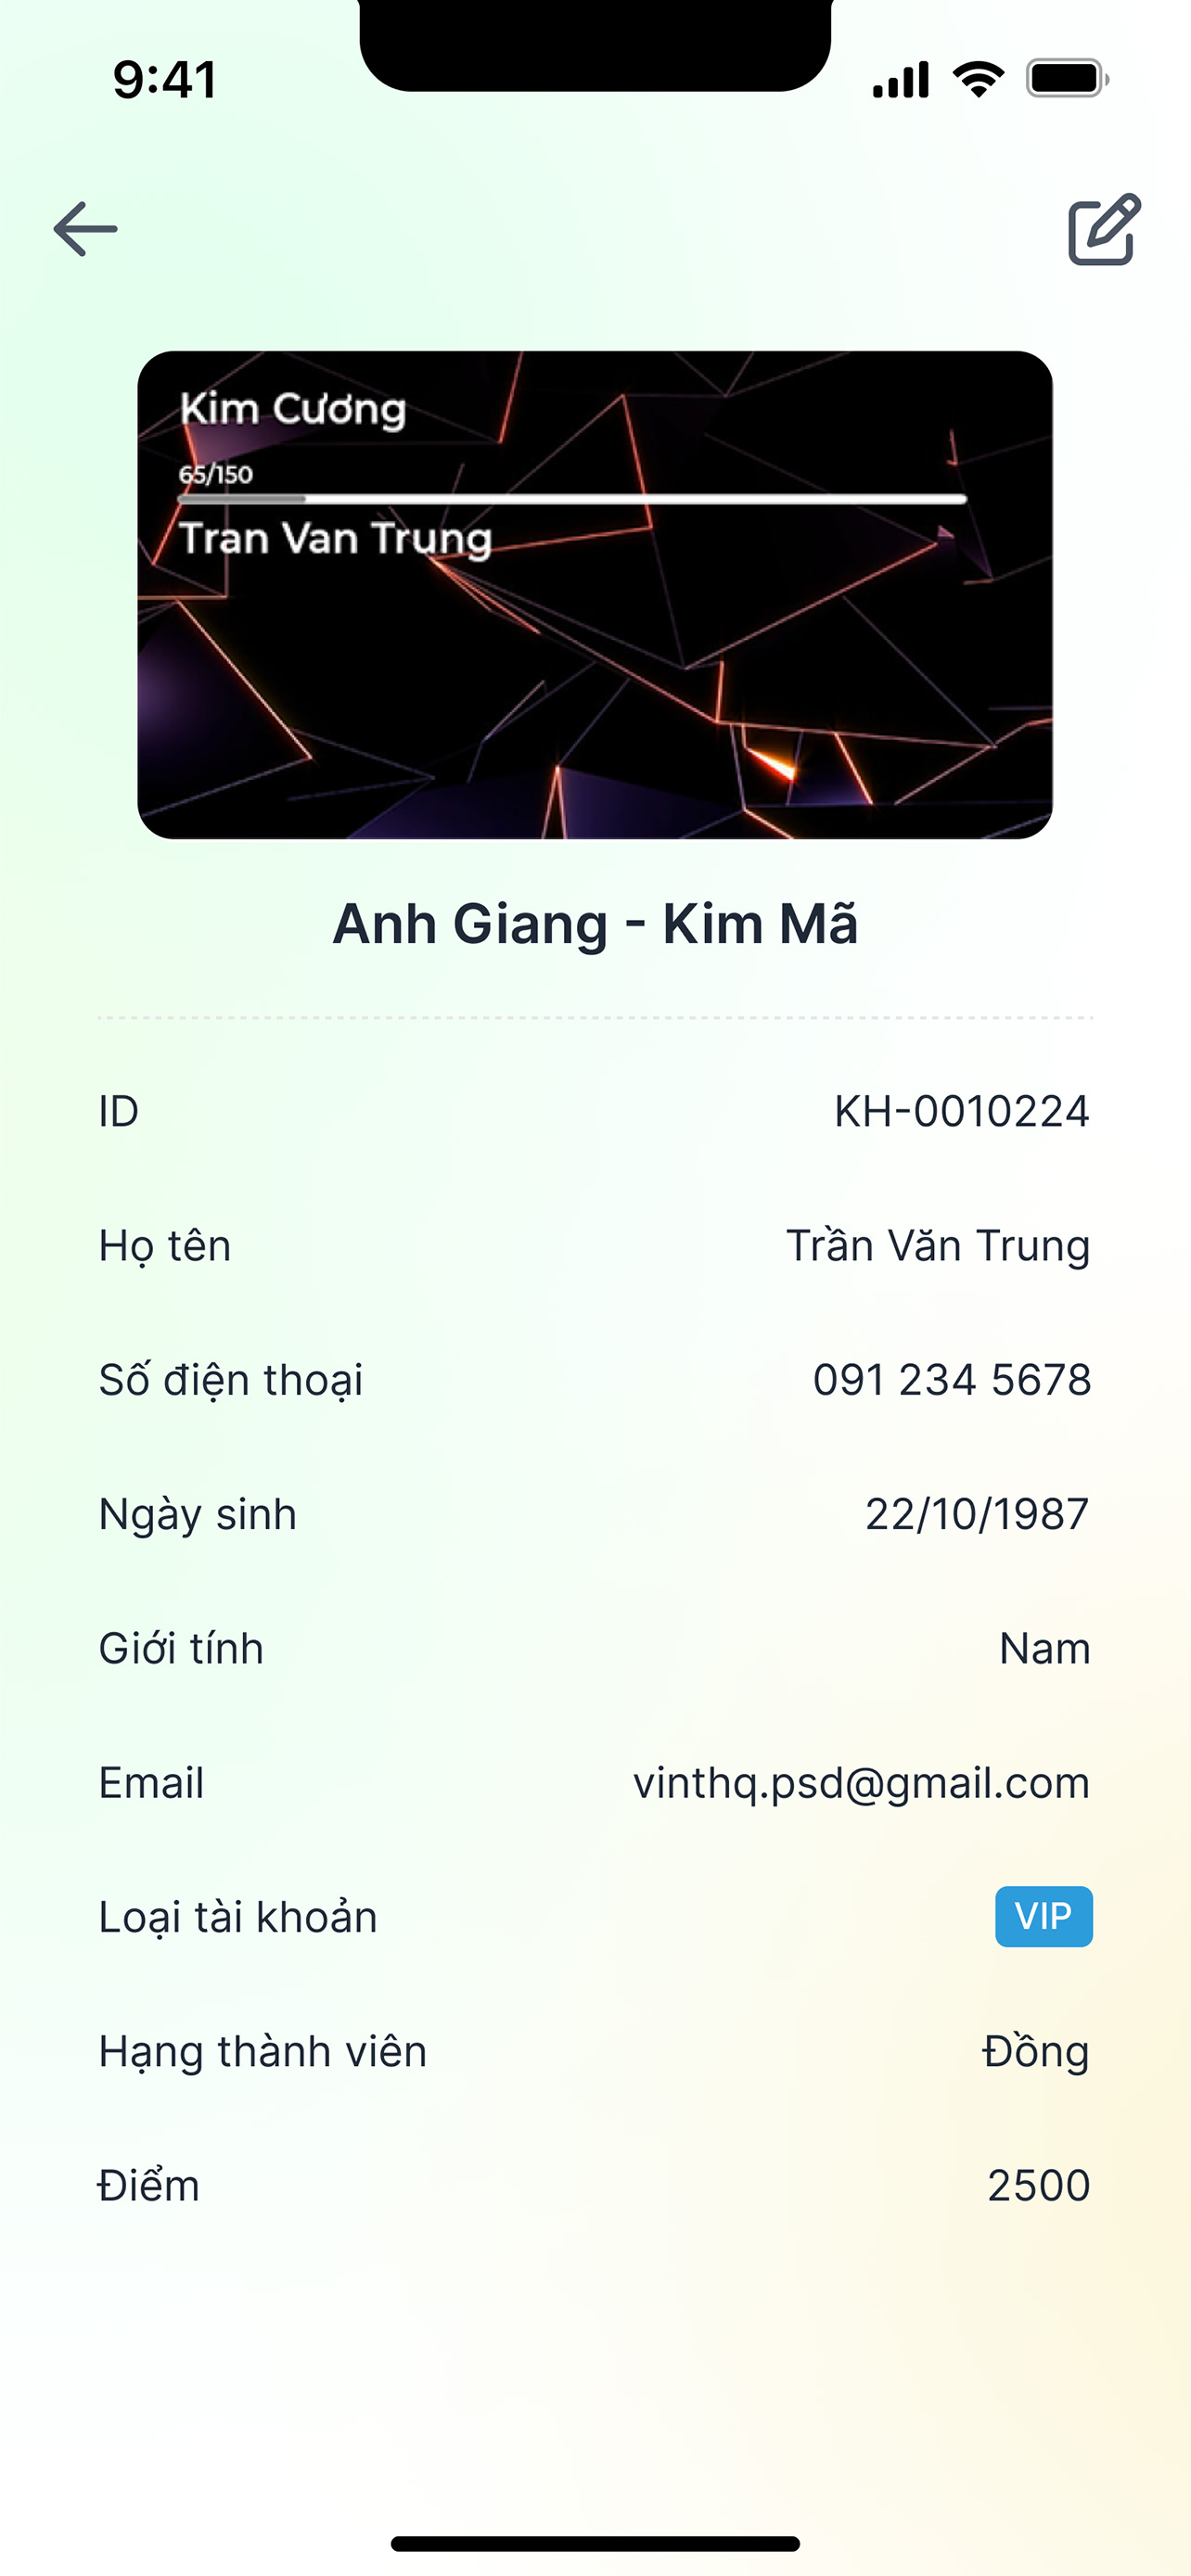 9:41
Kim Cương
65/150
Tran Van Trung
Anh Giang - Kim Mã
ID KH-0010224
Họ tên Trần Văn Trung
Số điện thoại 091 234 5678
Ngày sinh 22/10/1987
Giới tính Nam
Email vinthq.psd@gmail.com
Loại tài khoản VIP
Hạng thành viên Đồng
Điểm 2500